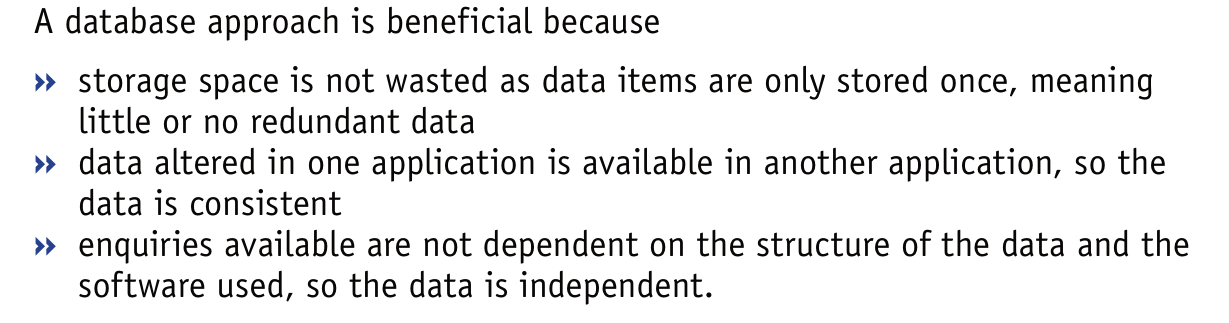 A database approach is beneficial because
» storage space is not wasted as data items are only stored once, meaning
little or no redundant data
» data altered in one application is available in another application, so the
data is consistent
» enquiries available are not dependent on the structure of the data and the
software used, so the data is independent.